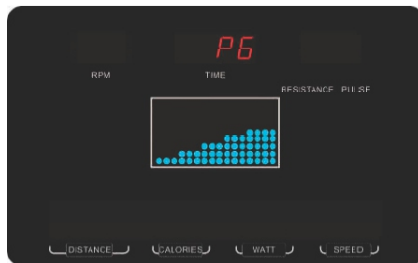 P6
RPM TIME
RESISTANCE PULSE
DISTANCE CALORIES WATT SPEED